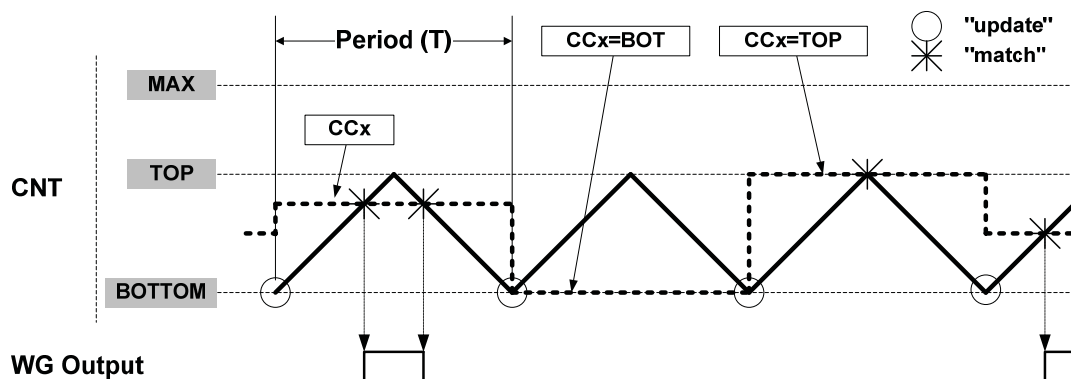 Period (T)
CCx=BOT
CCx=TOP
"update"
"match"
MAX
CCx
TOP
CNT
BOTTOM
WG Output